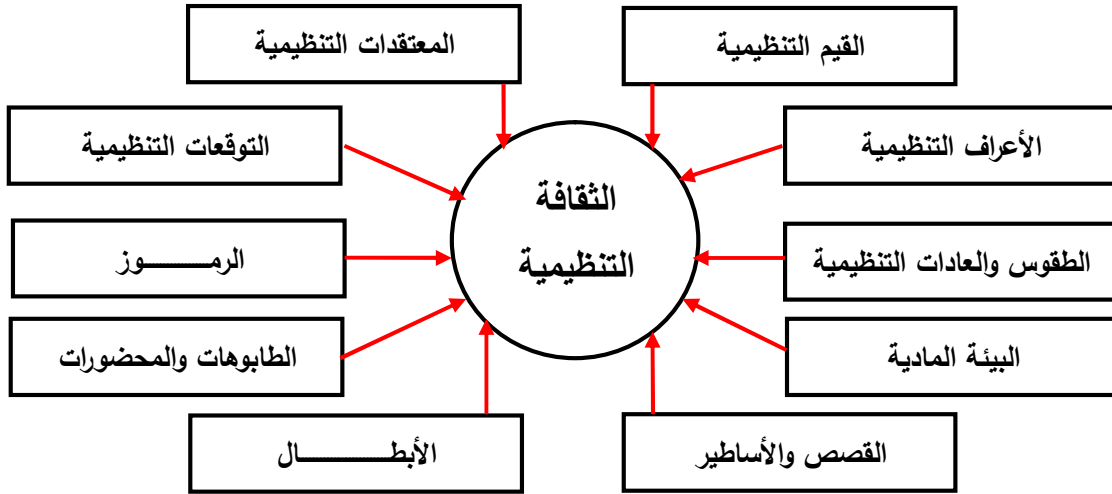 القيم التنظيمية
المعتقدات التنظيمية
الأعراف التنظيمية
التوقعات التنظيمية
الثقافة
التنظيمية
الطقوس والعادات التنظيمية
الرمـــــــوز
البيئة المادية
الطابوهات والمحضورات
القصص والأساطير
الأبطـــــــــال